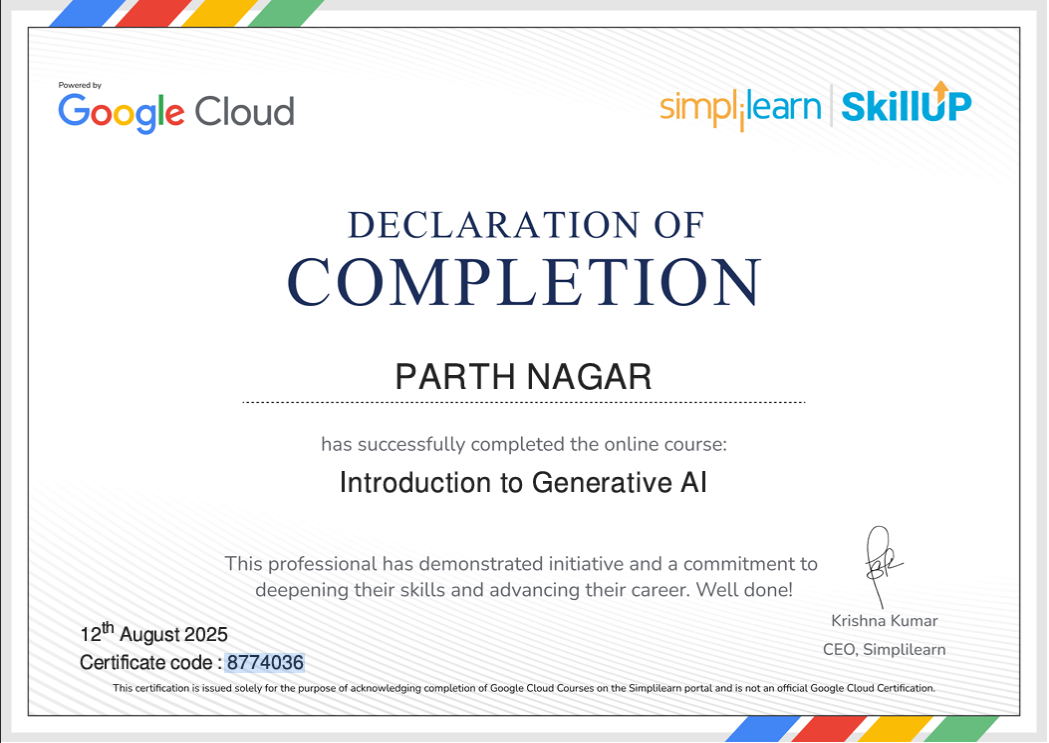 Powered by
Google Cloud
simplilearn | SkillUP
DECLARATION OF
COMPLETION
PARTH NAGAR
has successfully completed the online course:
Introduction to Generative AI
This professional has demonstrated initiative and a commitment to
deepening their skills and advancing their career. Well done!
Krishna Kumar
CEO, Simplilearn
12th August 2025
Certificate code : 8774036
This certification is issued solely for the purpose of acknowledging completion of Google Cloud Courses on the Simplilearn portal and is not an official Google Cloud Certification.